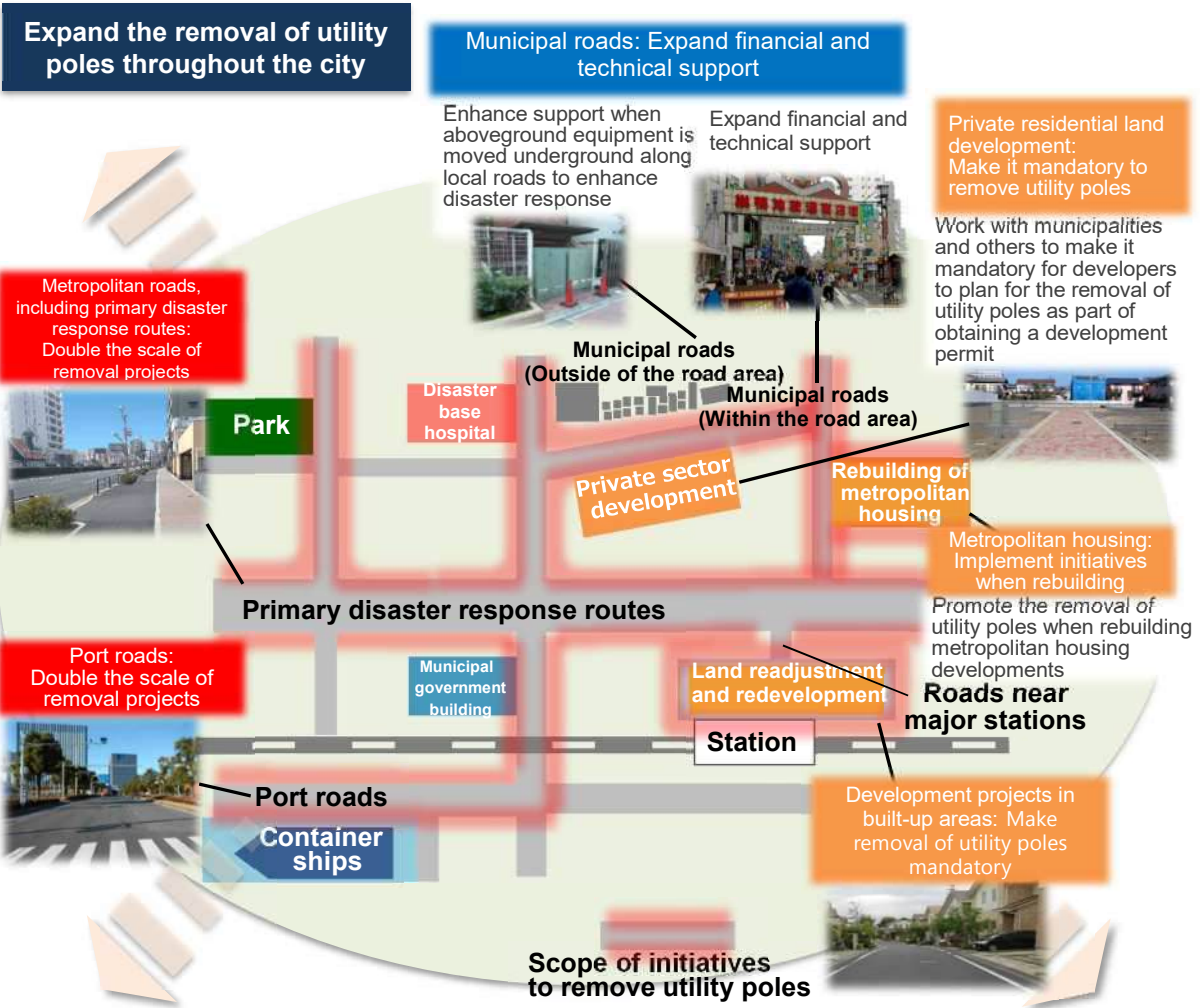 Expand the removal of utility
poles throughout the city
Municipal roads: Expand financial and
technical support
Enhance support when
aboveground equipment is
moved underground along
local roads to enhance
disaster response
Expand financial and
technical support
Private residential land
development:
Make it mandatory to
remove utility poles
Work with municipalities
and others to make it
mandatory for developers
to plan for the removal of
utility poles as part of
obtaining a development
permit
Metropolitan roads,
including primary disaster
response routes:
Double the scale of
removal projects
Municipal roads
(Outside of the road area)
Municipal roads
(Within the road area)
Park
Disaster
base
hospital
Private sector
development
Rebuilding of
metropolitan
housing
Metropolitan housing:
Implement initiatives
when rebuilding
Promote the removal of
utility poles when rebuilding
metropolitan housing
developments
Primary disaster response routes
Port roads:
Double the scale of
removal projects
Municipal
government
building
Land readjustment
and redevelopment
Roads near
major stations
Station
Port roads
Container
ships
Development projects in
built-up areas: Make
removal of utility poles
mandatory
Scope of initiatives
to remove utility poles